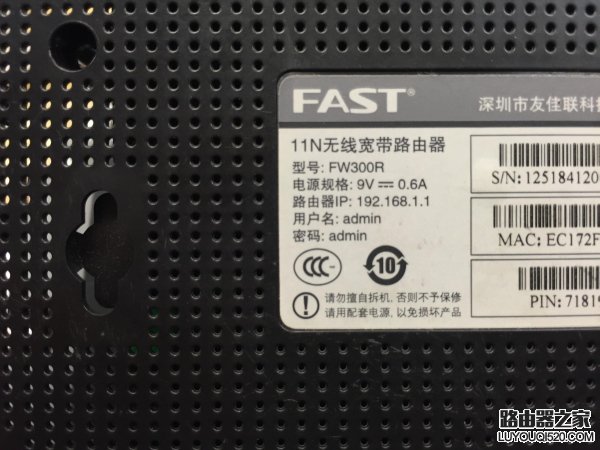 FAST®
深圳市友佳联科
11N无线宽带路由器
型号: FW300R
电源规格: 9V⎓0.6A
路由器IP: 192.168.1.1
用户名: admin
密码: admin
S/N: 125184120
MAC: EC172F
PIN: 7181
CCC
10
请勿擅自拆机, 否则不予保修
请用配套电源, 以免损坏产品
路由器之家
LUYOUQI520.COM